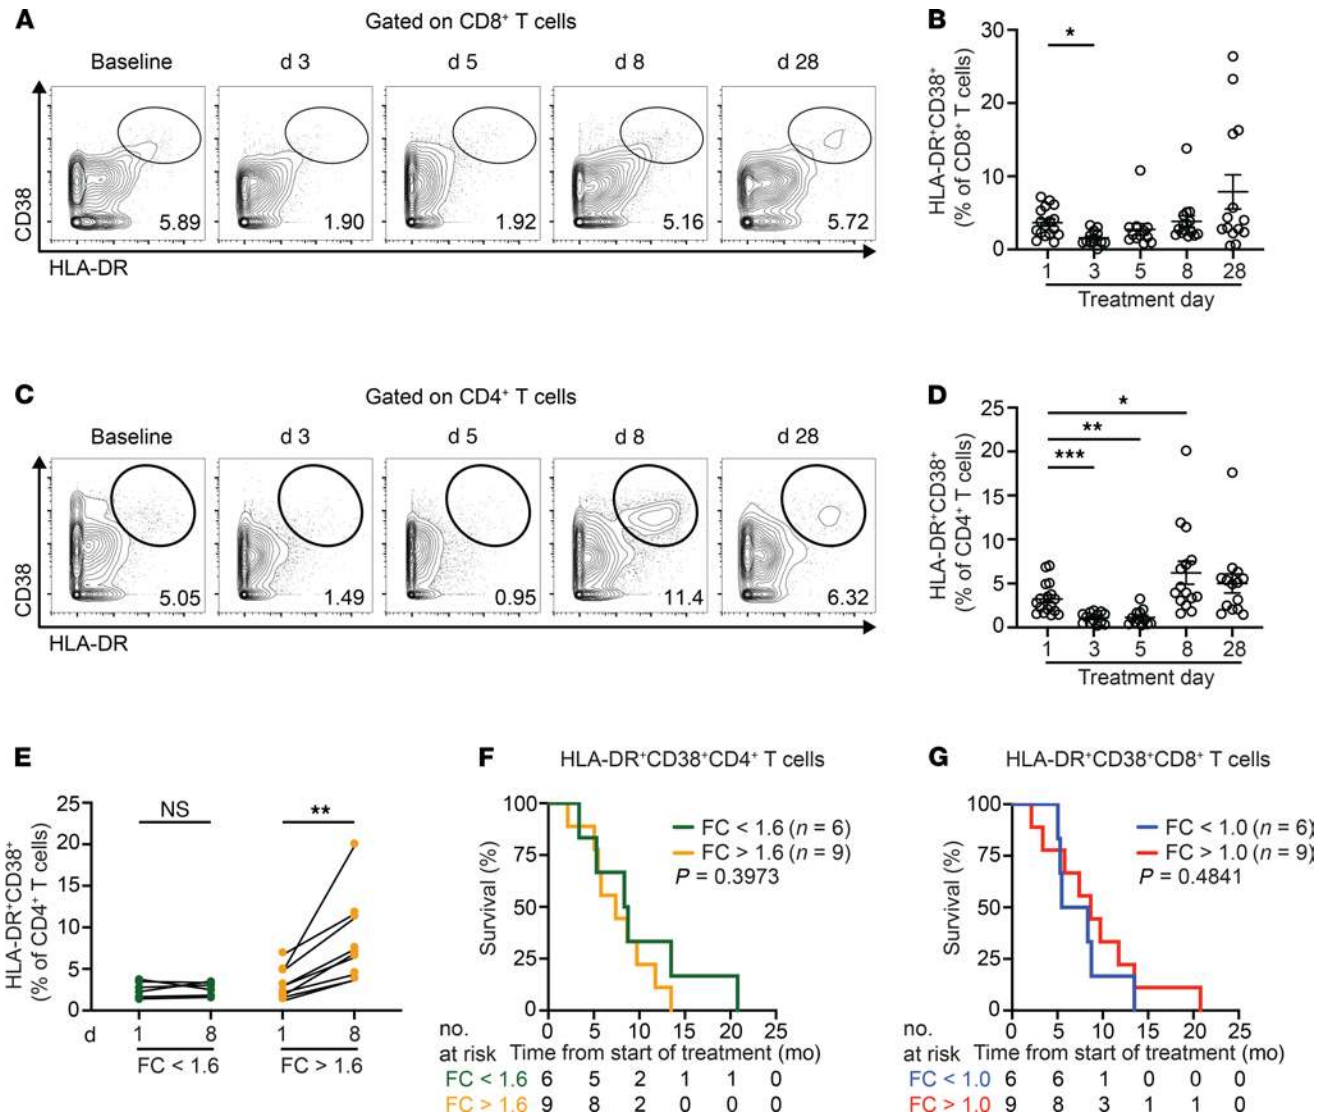 A
Gated on CD8⁺ T cells
Baseline
d 3
d 5
d 8
d 28
CD38
5.89
1.90
1.92
5.16
5.72
HLA-DR
B
HLA-DR⁺CD38⁺
(% of CD8⁺ T cells)
30
20
10
0
*
1 3 5 8 28
Treatment day
C
Gated on CD4⁺ T cells
Baseline
d 3
d 5
d 8
d 28
CD38
5.05
1.49
0.95
11.4
6.32
HLA-DR
D
HLA-DR⁺CD38⁺
(% of CD4⁺ T cells)
25
20
15
10
5
0
*
**
***
1 3 5 8 28
Treatment day
E
HLA-DR⁺CD38⁺
(% of CD4⁺ T cells)
25
20
15
10
5
0
NS
**
d 1 8 1 8
FC < 1.6 FC > 1.6
F
HLA-DR⁺CD38⁺CD4⁺ T cells
Survival (%)
100
75
50
25
0
FC < 1.6 (n = 6)
FC > 1.6 (n = 9)
P = 0.3973
0 5 10 15 20 25
no.
at risk Time from start of treatment (mo)
FC < 1.6 6 5 2 1 1 0
FC > 1.6 9 8 2 0 0 0
G
HLA-DR⁺CD38⁺CD8⁺ T cells
Survival (%)
100
75
50
25
0
FC < 1.0 (n = 6)
FC > 1.0 (n = 9)
P = 0.4841
0 5 10 15 20 25
no.
at risk Time from start of treatment (mo)
FC < 1.0 6 6 1 0 0 0
FC > 1.0 9 8 3 1 1 0